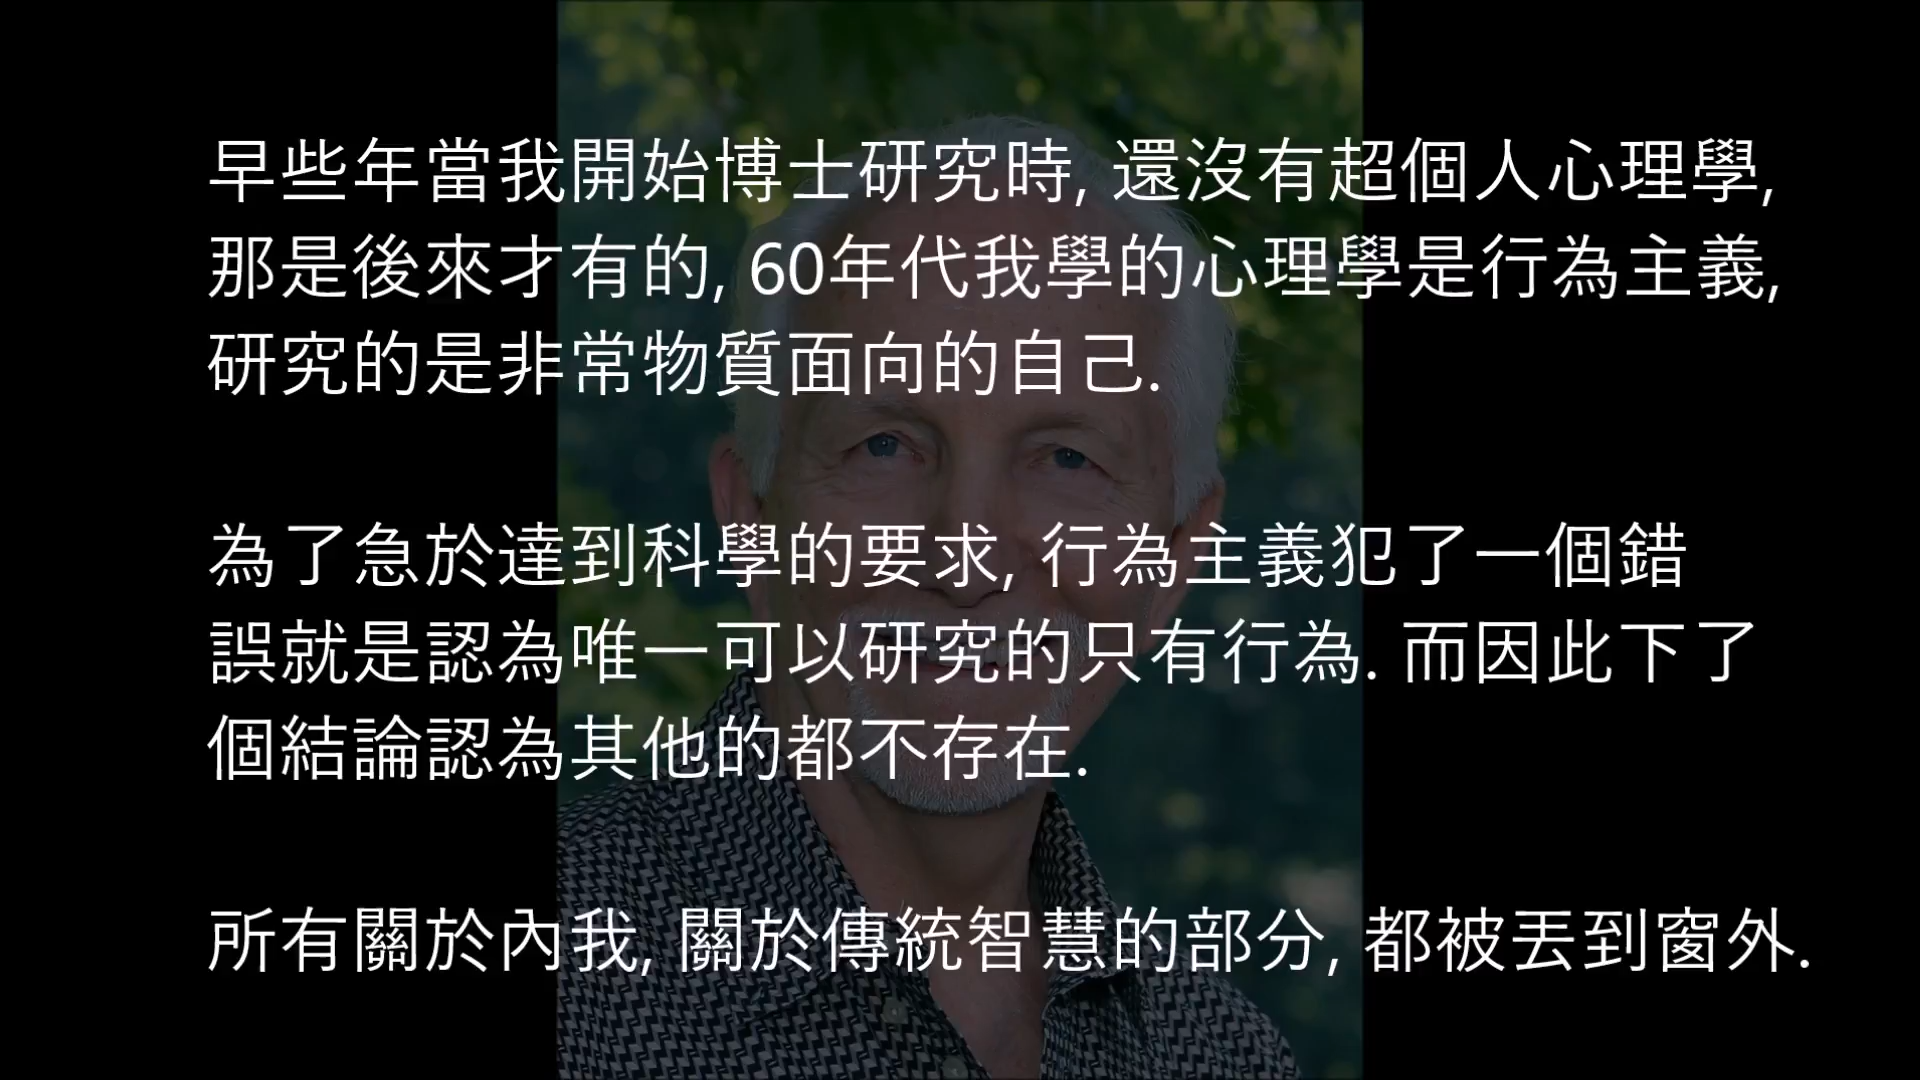 早些年當我開始博士研究時, 還沒有超個人心理學,
那是後來才有的, 60年代我學的心理學是行為主義,
研究的是非常物質面向的自己.
為了急於達到科學的要求, 行為主義犯了一個錯
誤就是認為唯一可以研究的只有行為. 而因此下了
個結論認為其他的都不存在.
所有關於內我, 關於傳統智慧的部分, 都被丟到窗外.